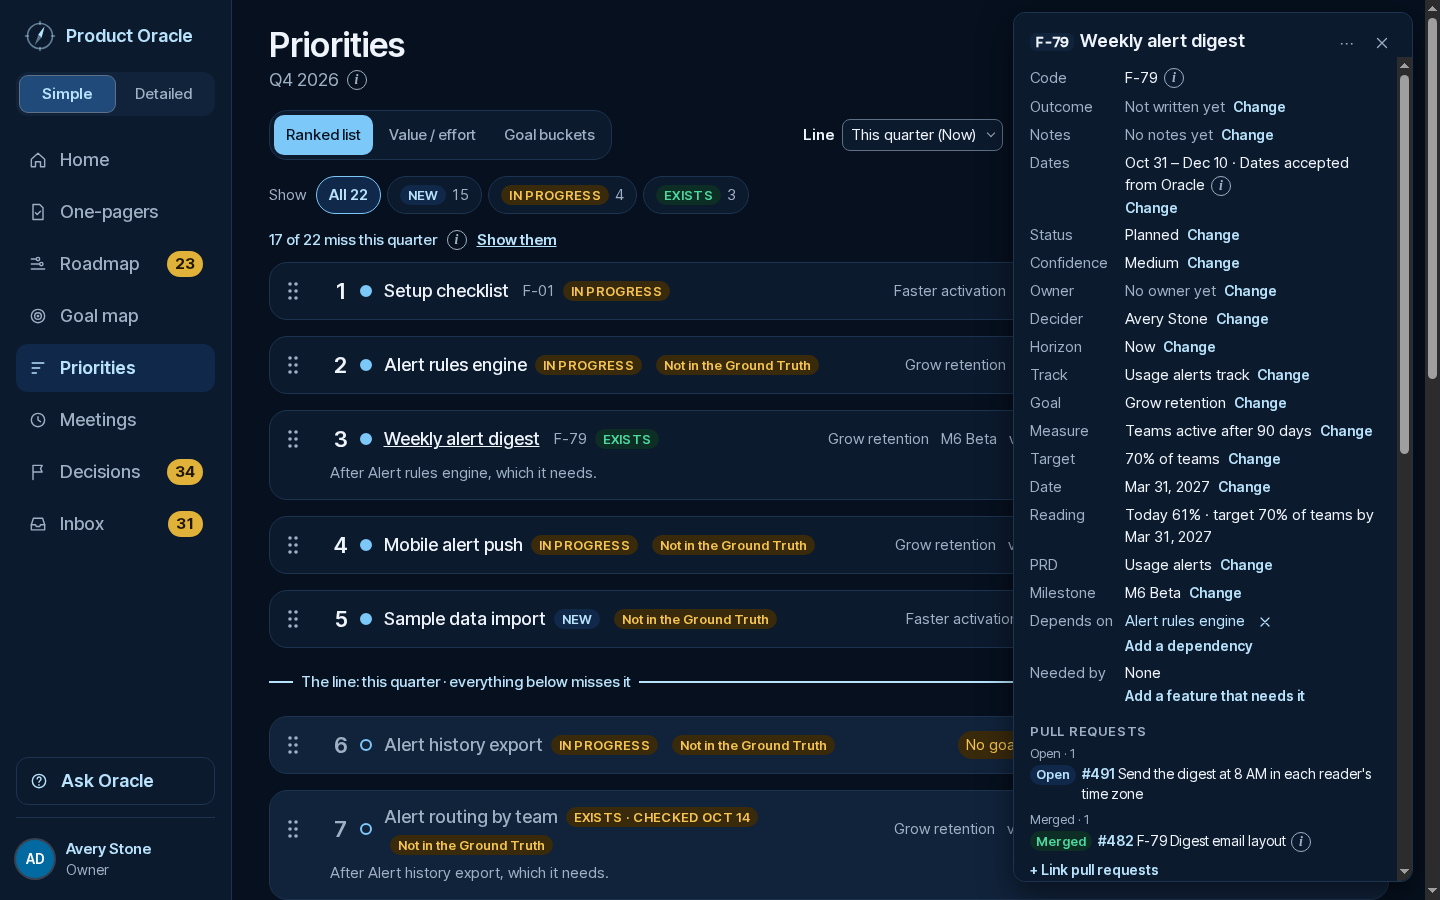 Product Oracle
Simple
Detailed
Home
One-pagers
Roadmap 23
Goal map
Priorities
Meetings
Decisions 34
Inbox 31
Ask Oracle
AD
Avery Stone
Owner
Priorities
Q4 2026 i
Ranked list
Value / effort
Goal buckets
Line This quarter (Now)
Show All 22 NEW 15 IN PROGRESS 4 EXISTS 3
17 of 22 miss this quarter i Show them
1 Setup checklist F-01 IN PROGRESS Faster activation
2 Alert rules engine IN PROGRESS Not in the Ground Truth Grow retention
3 Weekly alert digest F-79 EXISTS Grow retention M6 Beta
After Alert rules engine, which it needs.
4 Mobile alert push IN PROGRESS Not in the Ground Truth Grow retention
5 Sample data import NEW Not in the Ground Truth Faster activation
The line: this quarter · everything below misses it
6 Alert history export IN PROGRESS Not in the Ground Truth No goa
7 Alert routing by team EXISTS · CHECKED OCT 14
Not in the Ground Truth Grow retention
After Alert history export, which it needs.
F-79 Weekly alert digest ...
Code F-79 i
Outcome Not written yet Change
Notes No notes yet Change
Dates Oct 31 – Dec 10 · Dates accepted
from Oracle i
Change
Status Planned Change
Confidence Medium Change
Owner No owner yet Change
Decider Avery Stone Change
Horizon Now Change
Track Usage alerts track Change
Goal Grow retention Change
Measure Teams active after 90 days Change
Target 70% of teams Change
Date Mar 31, 2027 Change
Reading Today 61% · target 70% of teams by
Mar 31, 2027
PRD Usage alerts Change
Milestone M6 Beta Change
Depends on Alert rules engine ×
Add a dependency
Needed by None
Add a feature that needs it
PULL REQUESTS
Open · 1
Open #491 Send the digest at 8 AM in each reader's
time zone
Merged · 1
Merged #482 F-79 Digest email layout i
+ Link pull requests